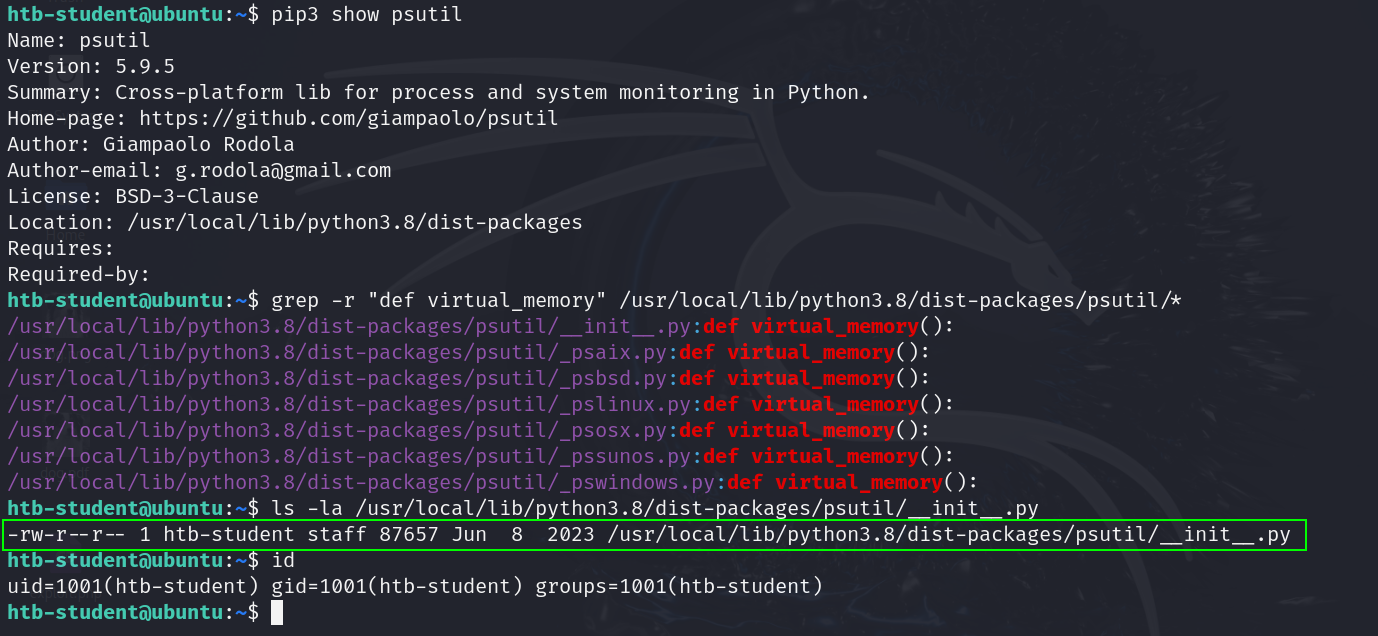 htb-student@ubuntu:~$ pip3 show psutil
Name: psutil
Version: 5.9.5
Summary: Cross-platform lib for process and system monitoring in Python.
Home-page: https://github.com/giampaolo/psutil
Author: Giampaolo Rodola
Author-email: g.rodola@gmail.com
License: BSD-3-Clause
Location: /usr/local/lib/python3.8/dist-packages
Requires:
Required-by:
htb-student@ubuntu:~$ grep -r "def virtual_memory" /usr/local/lib/python3.8/dist-packages/psutil/*
/usr/local/lib/python3.8/dist-packages/psutil/__init__.py:def virtual_memory():
/usr/local/lib/python3.8/dist-packages/psutil/_psaix.py:def virtual_memory():
/usr/local/lib/python3.8/dist-packages/psutil/_psbsd.py:def virtual_memory():
/usr/local/lib/python3.8/dist-packages/psutil/_pslinux.py:def virtual_memory():
/usr/local/lib/python3.8/dist-packages/psutil/_psosx.py:def virtual_memory():
/usr/local/lib/python3.8/dist-packages/psutil/_pssunos.py:def virtual_memory():
/usr/local/lib/python3.8/dist-packages/psutil/_pswindows.py:def virtual_memory():
htb-student@ubuntu:~$ ls -la /usr/local/lib/python3.8/dist-packages/psutil/__init__.py
-rw-r--r-- 1 htb-student staff 87657 Jun  8  2023 /usr/local/lib/python3.8/dist-packages/psutil/__init__.py
htb-student@ubuntu:~$ id
uid=1001(htb-student) gid=1001(htb-student) groups=1001(htb-student)
htb-student@ubuntu:~$